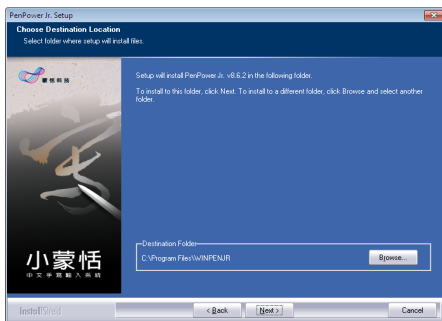 PenPower Jr. Setup
Choose Destination Location
Select folder where setup will install files.
蒙恬科技
Setup will install PenPower Jr. v8.6.2 in the following folder.
To install to this folder, click Next. To install to a different folder, click Browse and select another
folder.
小蒙恬
中文手寫輸入系統
Destination Folder
C:\Program Files\WINPENJR
Browse...
InstallShield
< Back
Next >
Cancel